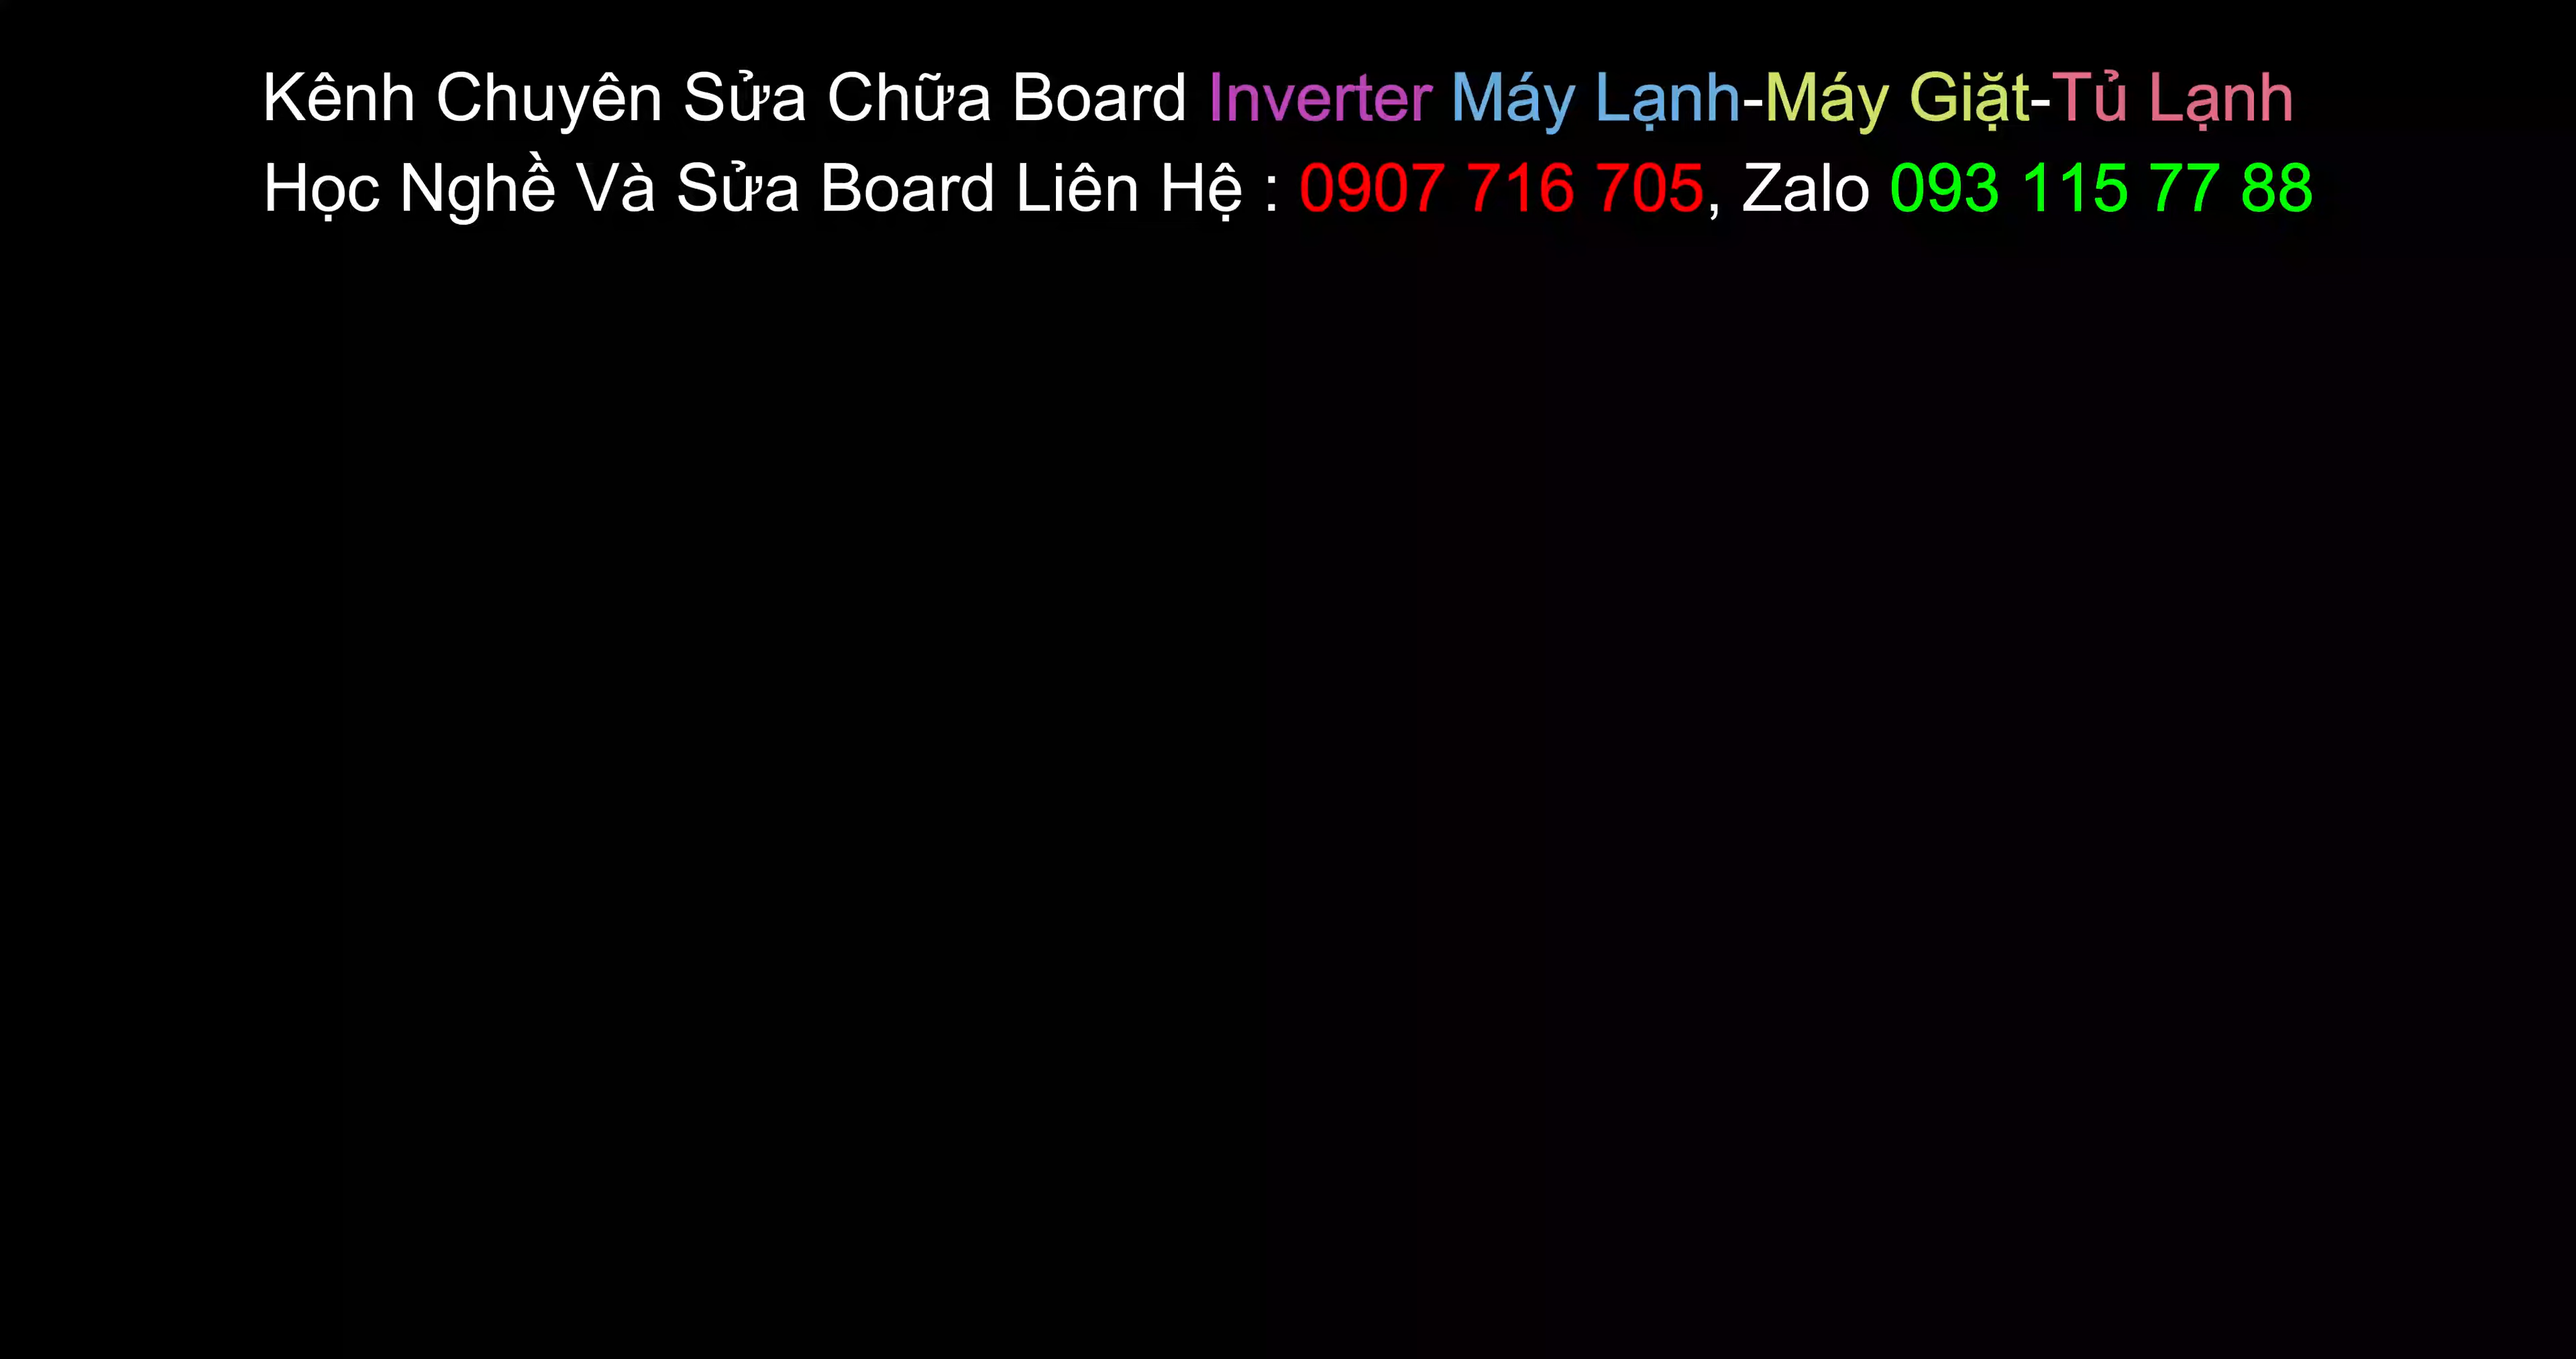 Kênh Chuyên Sửa Chữa Board Inverter Máy Lạnh-Máy Giặt-Tủ Lạnh
Học Nghề Và Sửa Board Liên Hệ : 0907 716 705, Zalo 093 115 77 88